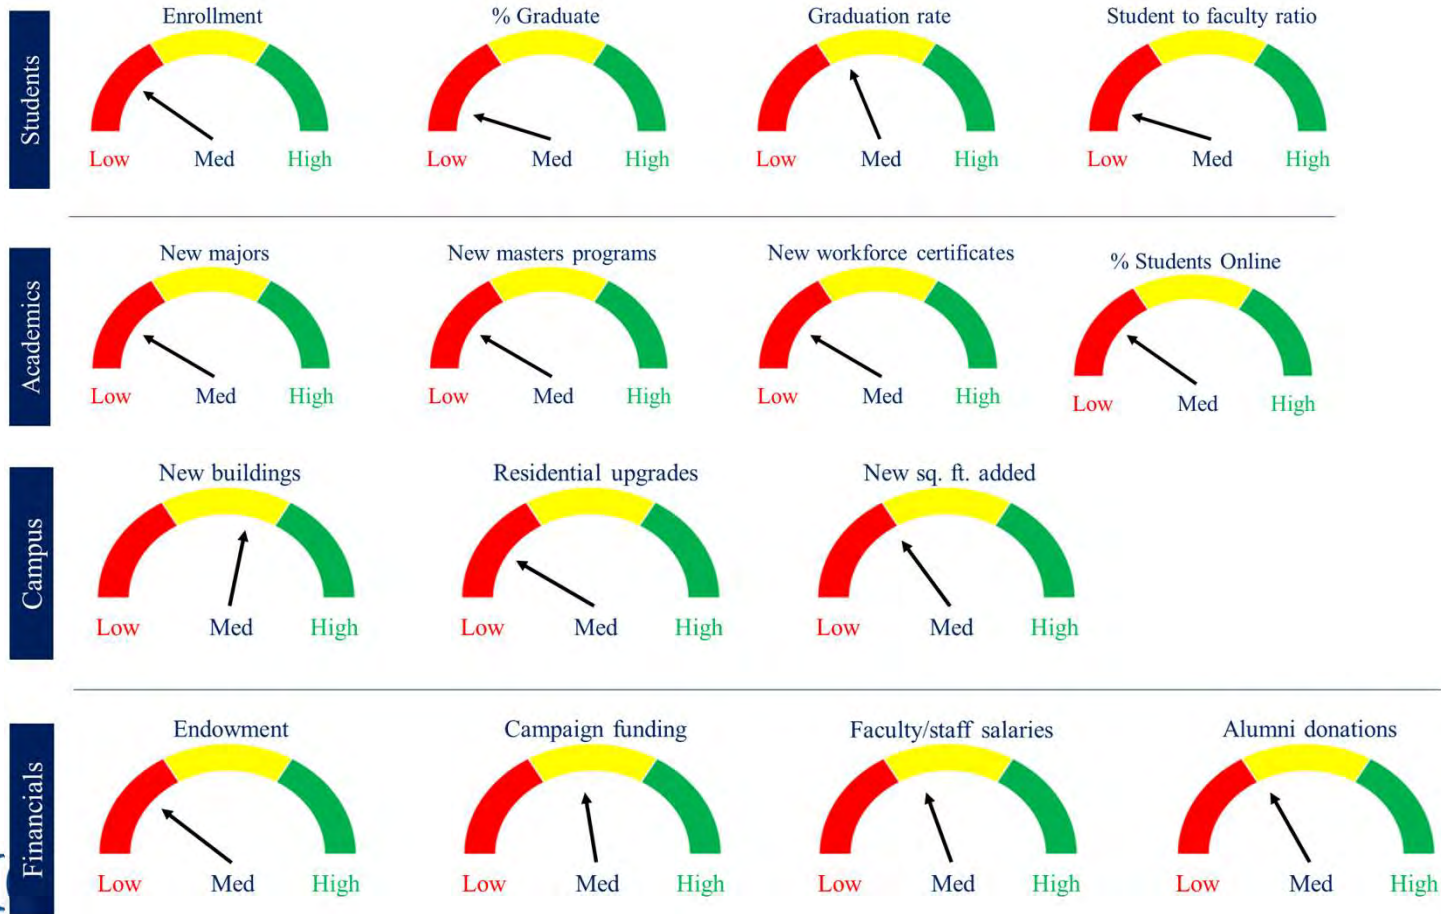 Students
Enrollment
% Graduate
Graduation rate
Student to faculty ratio
Low Med High
Low Med High
Low Med High
Low Med High
Academics
New majors
New masters programs
New workforce certificates
% Students Online
Low Med High
Low Med High
Low Med High
Low Med High
Campus
New buildings
Residential upgrades
New sq. ft. added
Low Med High
Low Med High
Low Med High
Financials
Endowment
Campaign funding
Faculty/staff salaries
Alumni donations
Low Med High
Low Med High
Low Med High
Low Med High